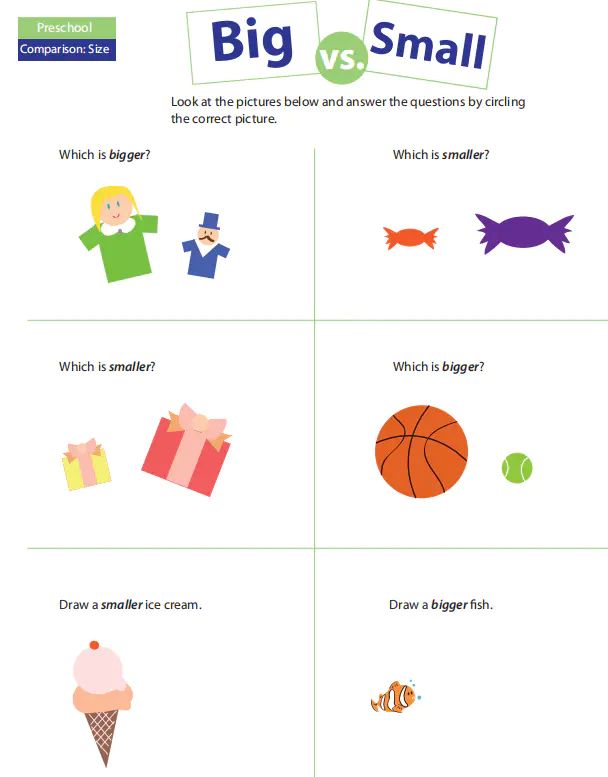 Preschool
Comparison: Size
Big vs. Small
Look at the pictures below and answer the questions by circling
the correct picture.
Which is bigger?
Which is smaller?
Which is smaller?
Which is bigger?
Draw a smaller ice cream.
Draw a bigger fish.